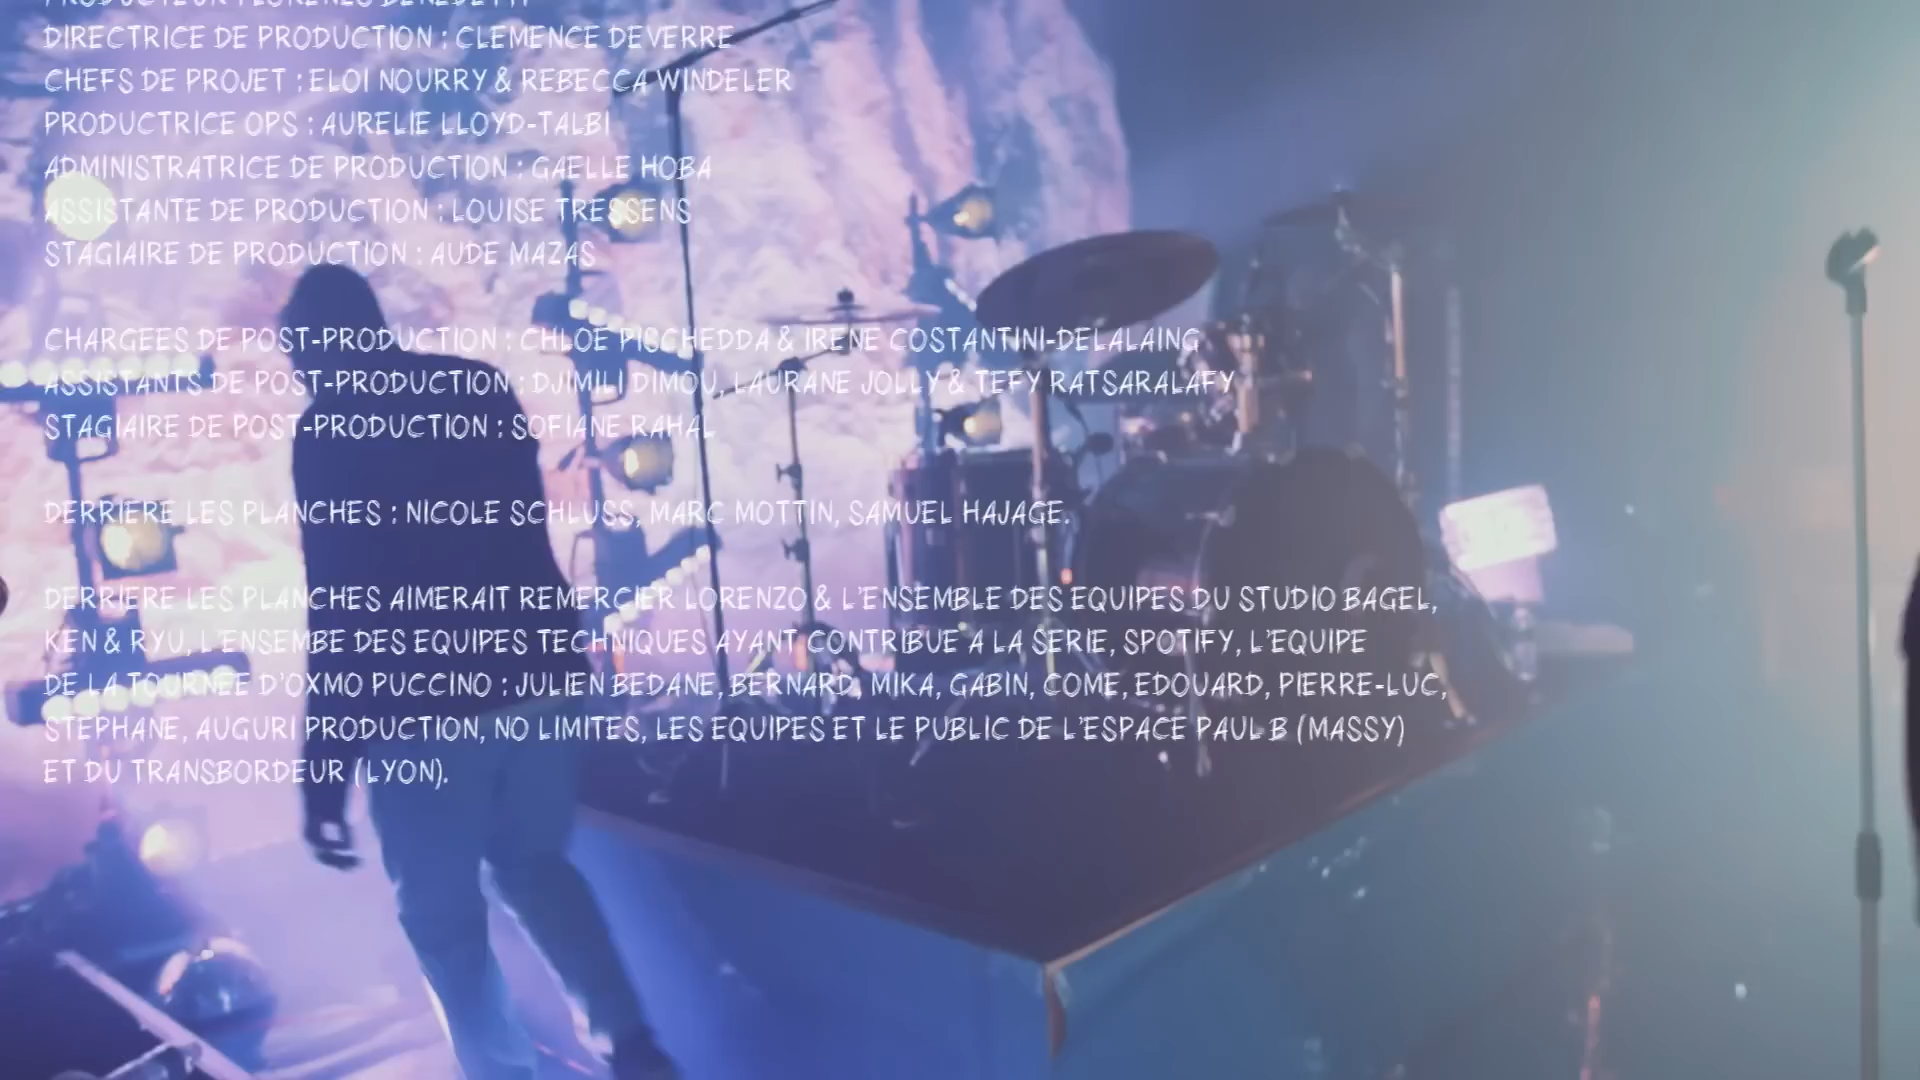 PRODUCTEUR : LORENZO BENEDETTI
DIRECTRICE DE PRODUCTION : CLEMENCE DEVERRE
CHEFS DE PROJET : ELOI NOURRY & REBECCA WINDELER
PRODUCTRICE OPS : AURELIE LLOYD-TALBI
ADMINISTRATRICE DE PRODUCTION : GAELLE HOBA
ASSISTANTE DE PRODUCTION : LOUISE TRESSENS
STAGIAIRE DE PRODUCTION : AUDE MAZAS
CHARGEES DE POST-PRODUCTION : CHLOE PISCHEDDA & IRENE COSTANTINI-DELALAING
ASSISTANTS DE POST-PRODUCTION : DJIMILI DIMOU, LAURANE JOLLY & TEFY RATSARALAFY
STAGIAIRE DE POST-PRODUCTION : SOFIANE RAHAL
DERRIERE LES PLANCHES : NICOLE SCHLUSS, MARC MOTTIN, SAMUEL HAJAGE.
DERRIERE LES PLANCHES AIMERAIT REMERCIER LORENZO & L'ENSEMBLE DES EQUIPES DU STUDIO BAGEL,
KEN & RYU, L'ENSEMBE DES EQUIPES TECHNIQUES AYANT CONTRIBUE A LA SERIE, SPOTIFY, L'EQUIPE
DE LA TOURNEE D'OXMO PUCCINO : JULIEN BEDANE, BERNARD, MIKA, GABIN, COME, EDOUARD, PIERRE-LUC,
STEPHANE, AUGURI PRODUCTION, NO LIMITES, LES EQUIPES ET LE PUBLIC DE L'ESPACE PAUL B (MASSY)
ET DU TRANSBORDEUR (LYON).